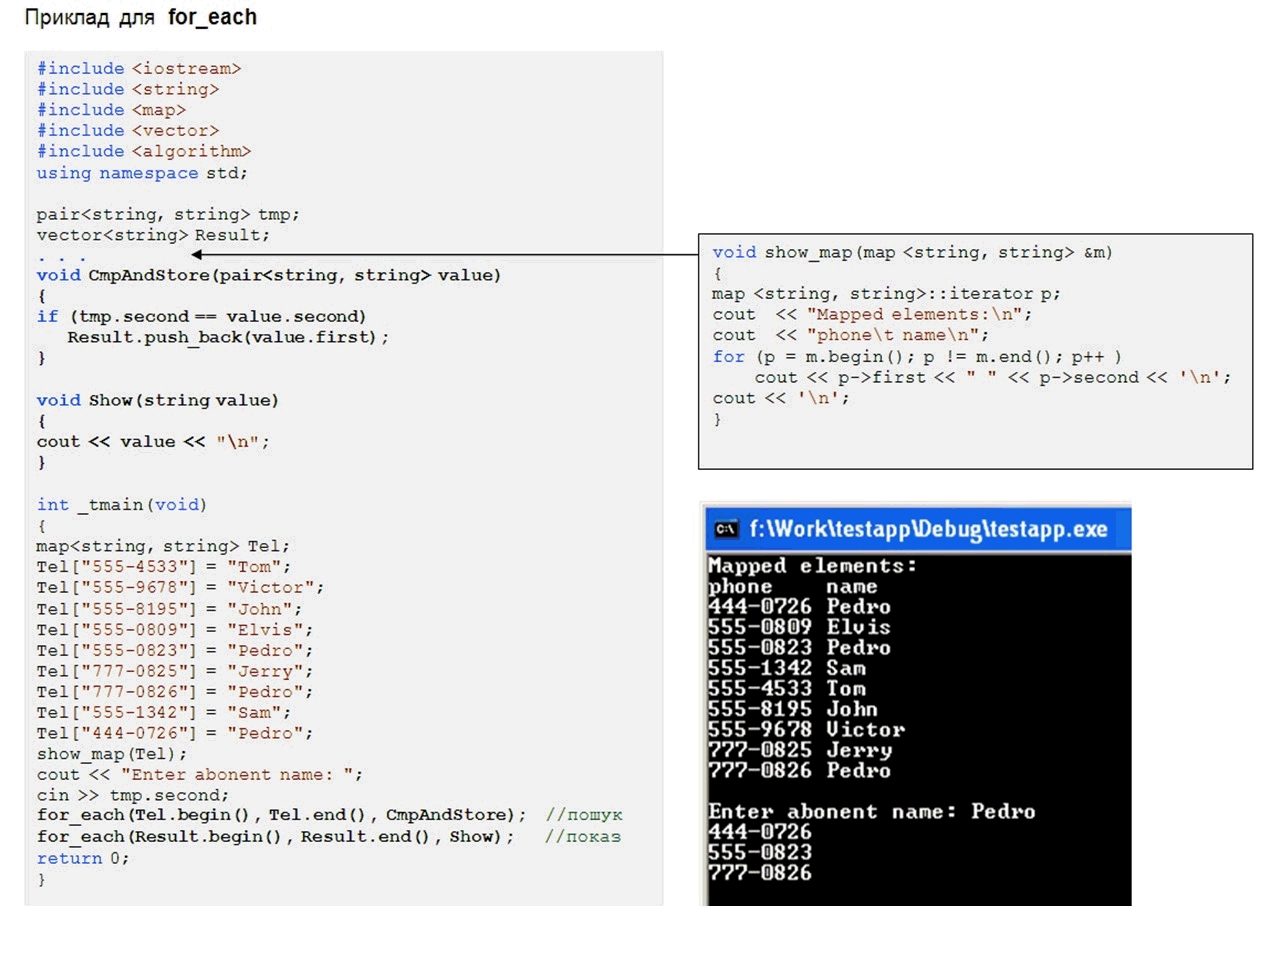 Приклад для for_each
#include <iostream>
#include <string>
#include <map>
#include <vector>
#include <algorithm>
using namespace std;
pair<string, string> tmp;
vector<string> Result;
. . .
void CmpAndStore(pair<string, string> value)
{
if (tmp.second == value.second)
Result.push_back(value.first);
}
void Show(string value)
{
cout << value << "\n";
}
int _tmain(void)
{
map<string, string> Tel;
Tel["555-4533"] = "Tom";
Tel["555-9678"] = "Victor";
Tel["555-8195"] = "John";
Tel["555-0809"] = "Elvis";
Tel["555-0823"] = "Pedro";
Tel["777-0825"] = "Jerry";
Tel["777-0826"] = "Pedro";
Tel["555-1342"] = "Sam";
Tel["444-0726"] = "Pedro";
show_map(Tel);
cout << "Enter abonent name: ";
cin >> tmp.second;
for_each(Tel.begin(), Tel.end(), CmpAndStore); //пошук
for_each(Result.begin(), Result.end(), Show); //показ
return 0;
}
void show_map(map <string, string> &m)
{
map <string, string>::iterator p;
cout << "Mapped elements:\n";
cout << "phone\t name\n";
for (p = m.begin(); p != m.end(); p++ )
cout << p->first << " " << p->second << '\n';
cout << '\n';
}
f:\Work\testapp\Debug\testapp.exe
Mapped elements:
phone name
444-0726 Pedro
555-0809 Elvis
555-0823 Pedro
555-1342 Sam
555-4533 Tom
555-8195 John
555-9678 Victor
777-0825 Jerry
777-0826 Pedro
Enter abonent name: Pedro
444-0726
555-0823
777-0826